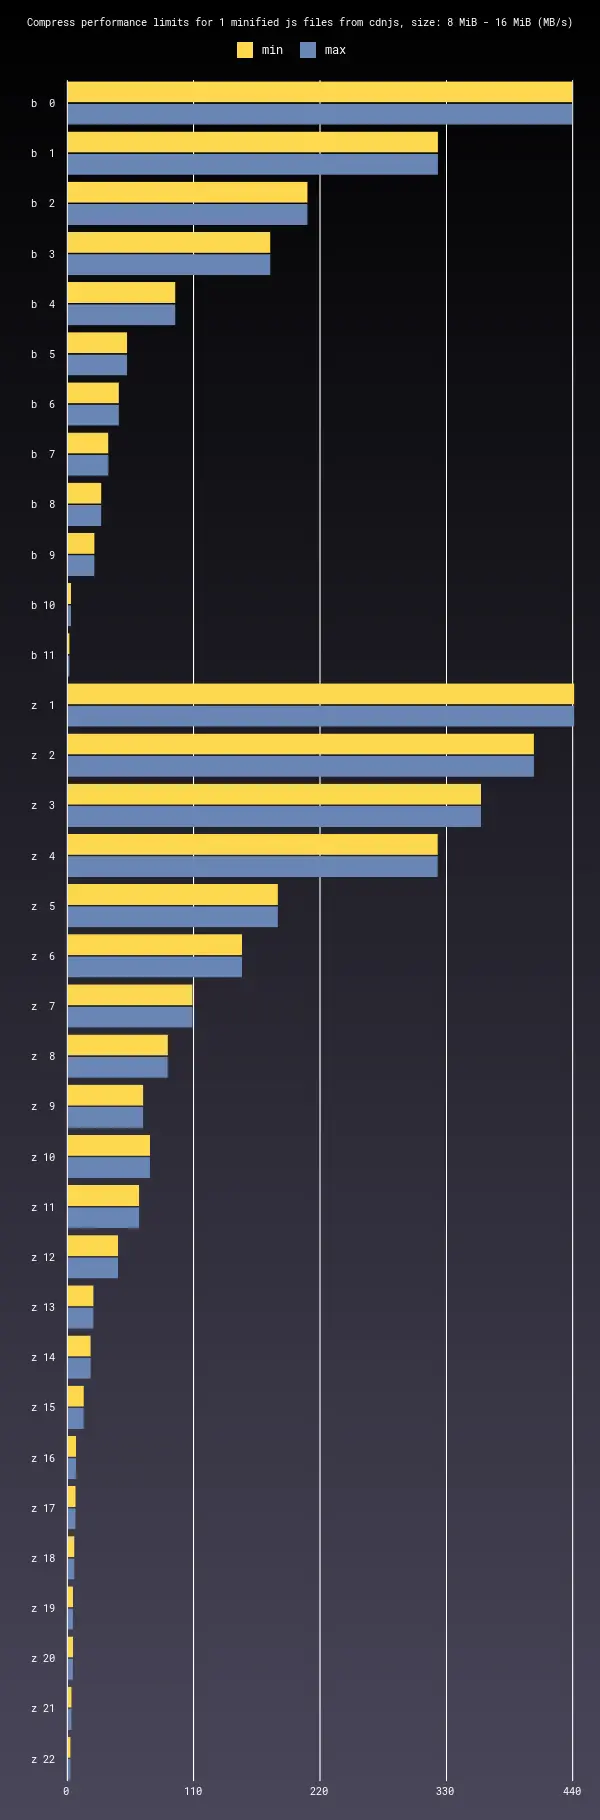 Compress performance limits for 1 minified js files from cdnjs, size: 8 MiB - 16 MiB (MB/s)
min max
b 0
b 1
b 2
b 3
b 4
b 5
b 6
b 7
b 8
b 9
b 10
b 11
z 1
z 2
z 3
z 4
z 5
z 6
z 7
z 8
z 9
z 10
z 11
z 12
z 13
z 14
z 15
z 16
z 17
z 18
z 19
z 20
z 21
z 22
0 110 220 330 440